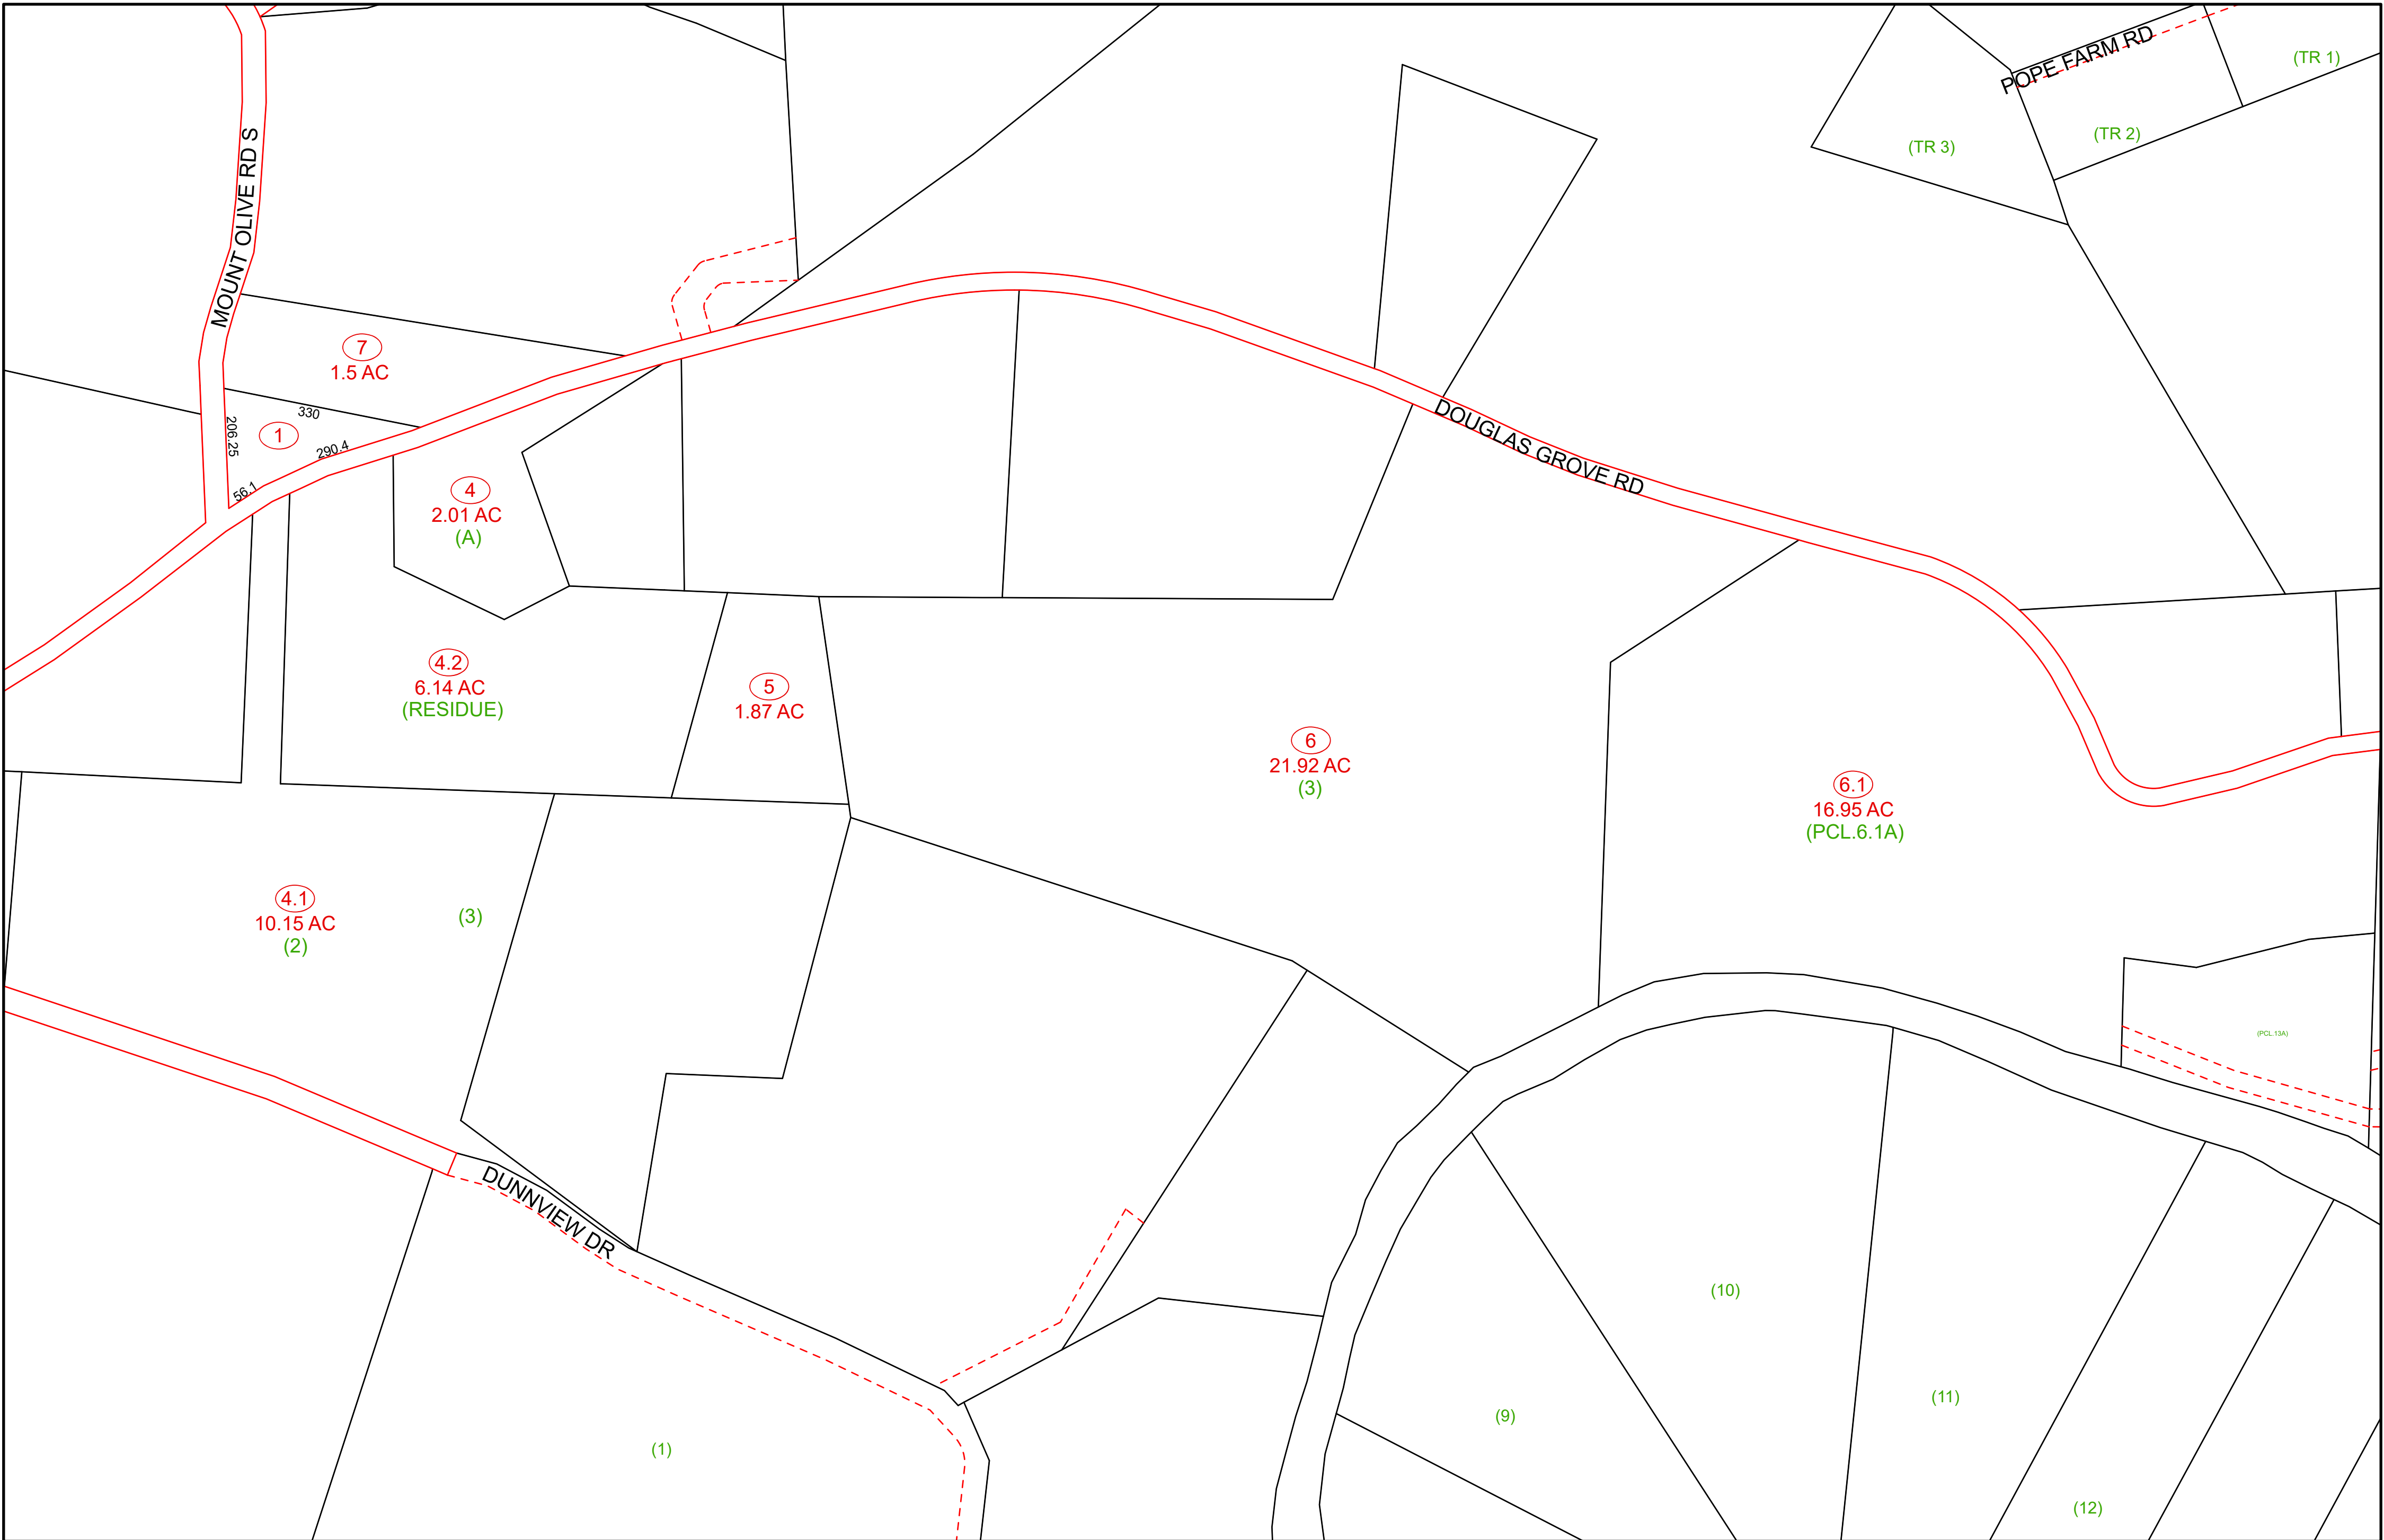 POPE FARM RD
(TR 1)
(TR 2)
(TR 3)
MOUNT OLIVE RD S
7
1.5 AC
330
206.25
1
290.4
56.1
DOUGLAS GROVE RD
4
2.01 AC
(A)
4.2
6.14 AC
(RESIDUE)
5
1.87 AC
6
21.92 AC
(3)
6.1
16.95 AC
(PCL.6.1A)
4.1
10.15 AC
(2)
(3)
(PCL.13A)
DUNNVIEW DR
(10)
(11)
(9)
(1)
(12)